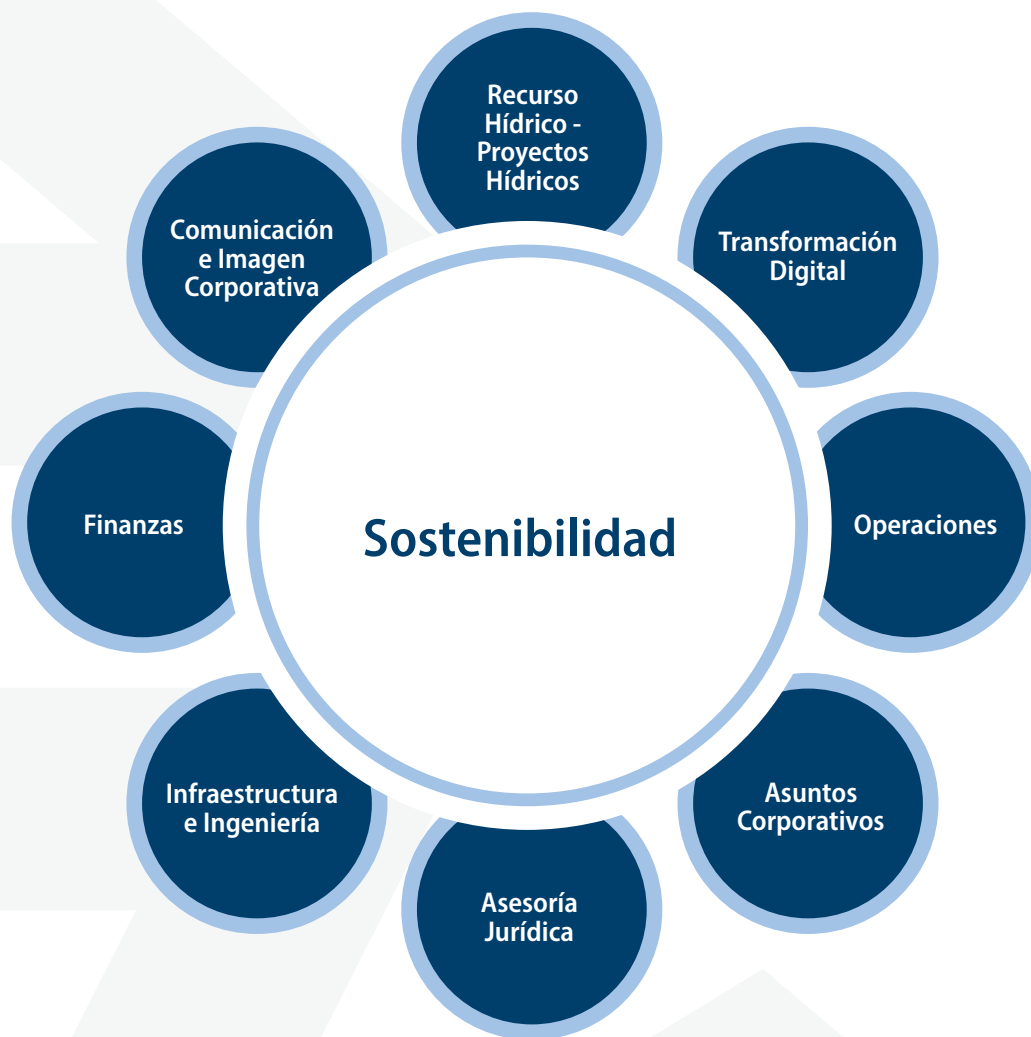 Recurso
Hídrico -
Proyectos
Hídricos
Transformación
Digital
Operaciones
Asuntos
Corporativos
Asesoría
Jurídica
Infraestructura
e Ingeniería
Finanzas
Comunicación
e Imagen
Corporativa
Sostenibilidad